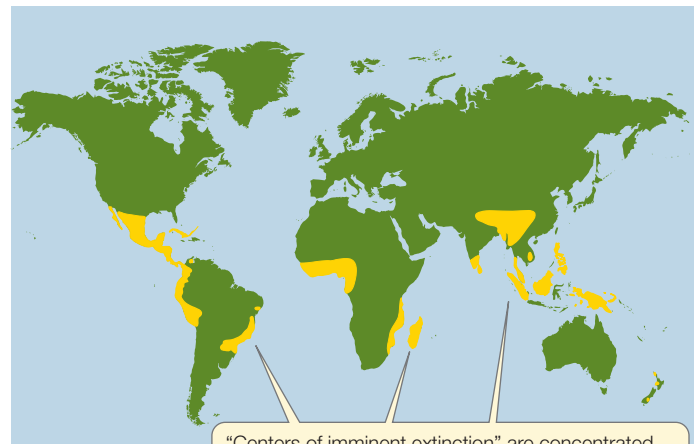 “Centers of imminent extinction” are concentrated